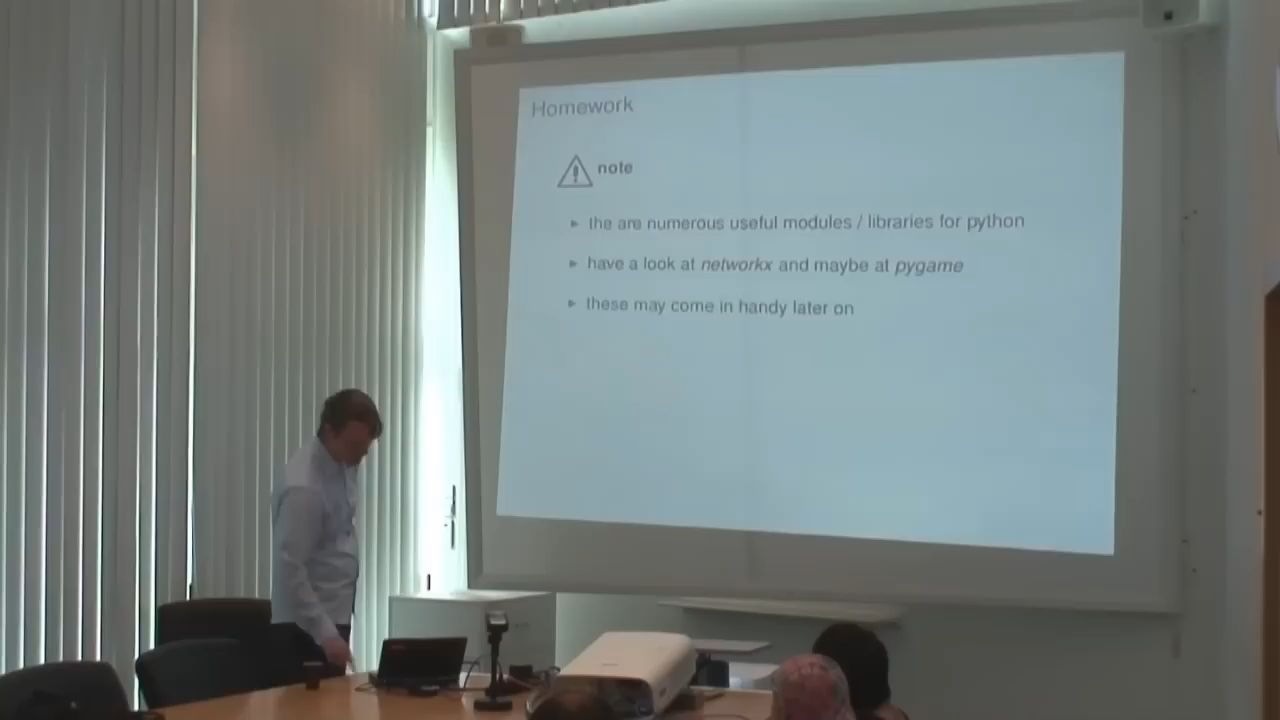 Homework
note
the are numerous useful modules / libraries for python
have a look at networkx and maybe at pygame
these may come in handy later on